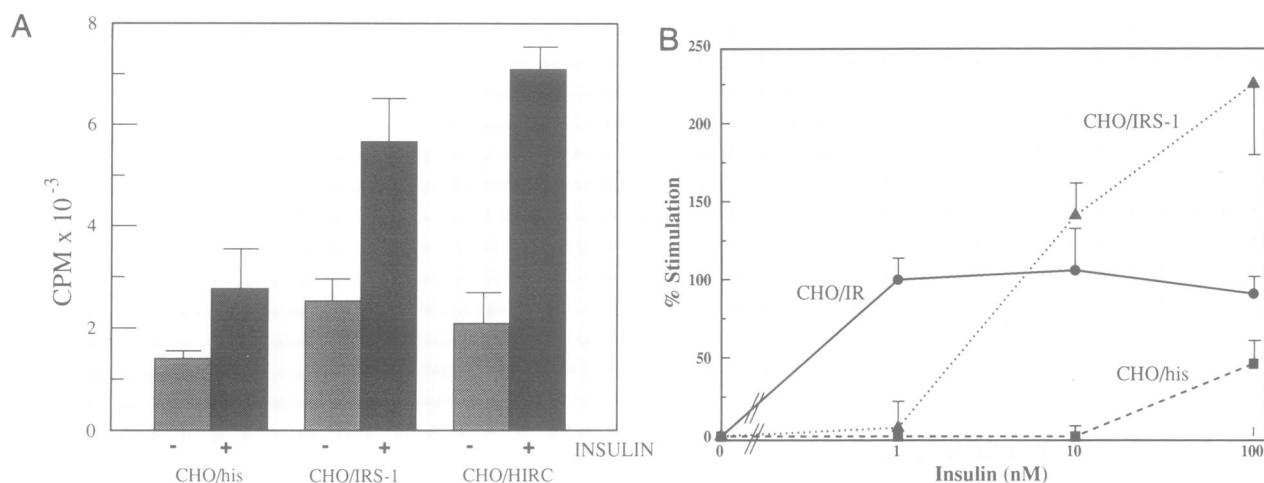 A
8
6
4
2
0
CPM x 10⁻³
- + - + - + INSULIN
CHO/his CHO/IRS-1 CHO/HIRC
B
250
225
200
150
100
50
0
% Stimulation
CHO/IRS-1
CHO/IR
CHO/his
0 1 10 100
Insulin (nM)